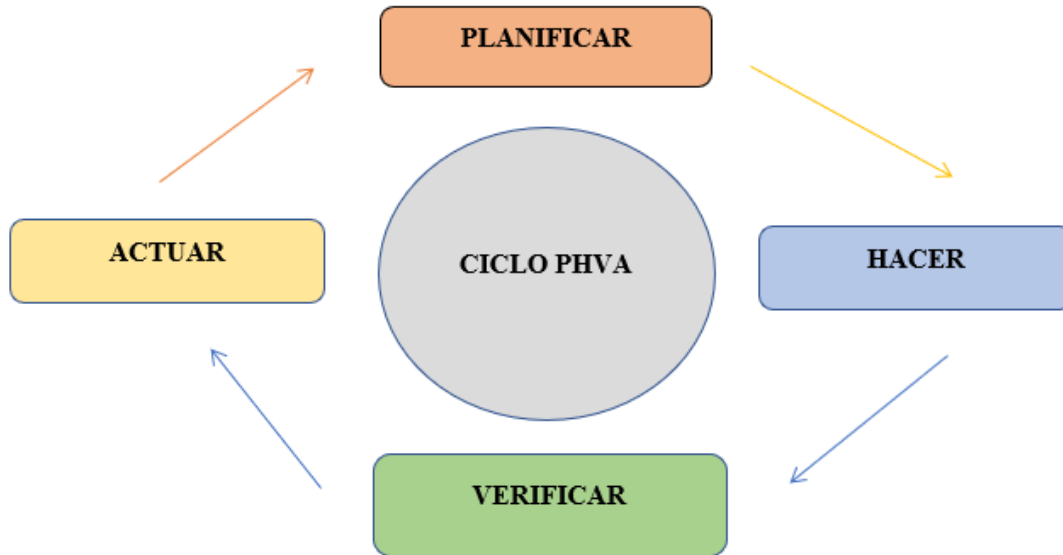 PLANIFICAR
ACTUAR
CICLO PHVA
HACER
VERIFICAR